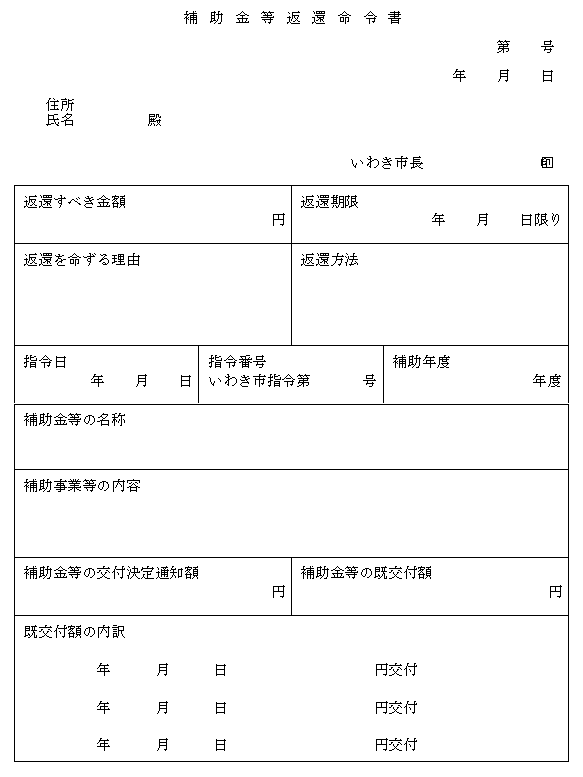 補助金等返還命令書
第　　号
年　　月　　日
住所
氏名　　　　　殿
いわき市長　　　　　　　　印
返還すべき金額
円
返還期限
年　　月　　日限り
返還を命ずる理由
返還方法
指令日
年　　月　　日
指令番号
いわき市指令第　　　号
補助年度
年度
補助金等の名称
補助事業等の内容
補助金等の交付決定通知額
円
補助金等の既交付額
円
既交付額の内訳
年　　　月　　　日　　　　　　　　　　円交付
年　　　月　　　日　　　　　　　　　　円交付
年　　　月　　　日　　　　　　　　　　円交付